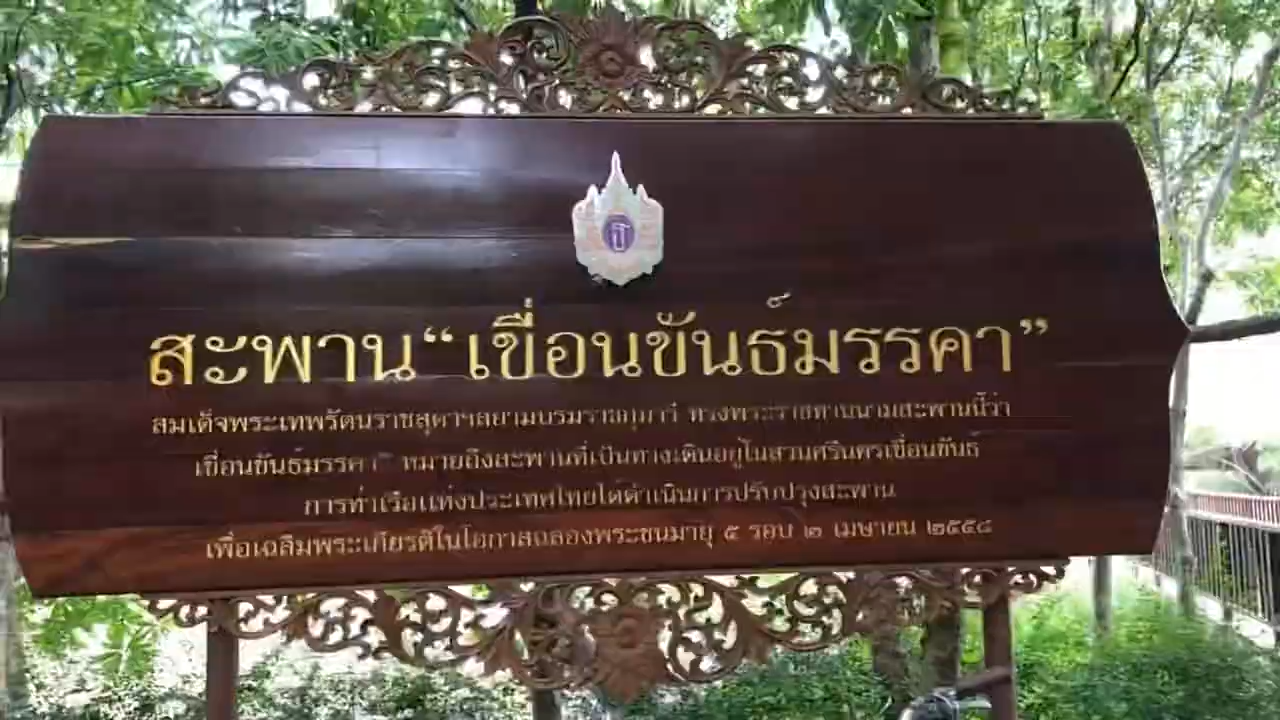 สะพาน “เขื่อนขันธ์มรรคา”
สมเด็จพระเทพรัตนราชสุดาฯสยามบรมราชกุมารี ทรงพระราชทานนามสะพานนี้ว่า
เขื่อนขันธ์มรรคา หมายถึงสะพานที่เป็นทางเดินอยู่ในสวนศรีนครเขื่อนขันธ์
การท่าเรือแห่งประเทศไทยได้ดำเนินการปรับปรุงสะพาน
เพื่อเฉลิมพระเกียรติในโอกาสฉลองพระชนมายุ ๕ รอบ ๒ เมษายน ๒๕๕๘